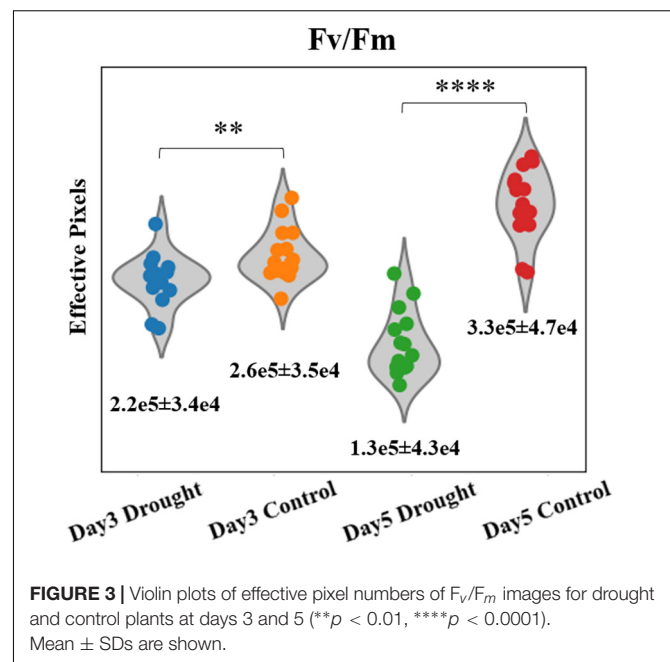 Fv/Fm
****
**
Effective Pixels
3.3e5±4.7e4
2.6e5±3.5e4
2.2e5±3.4e4
1.3e5±4.3e4
Day3 Drought
Day3 Control
Day5 Drought
Day5 Control
FIGURE 3 | Violin plots of effective pixel numbers of Fv/Fm images for drought
and control plants at days 3 and 5 (**p < 0.01, ****p < 0.0001).
Mean ± SDs are shown.